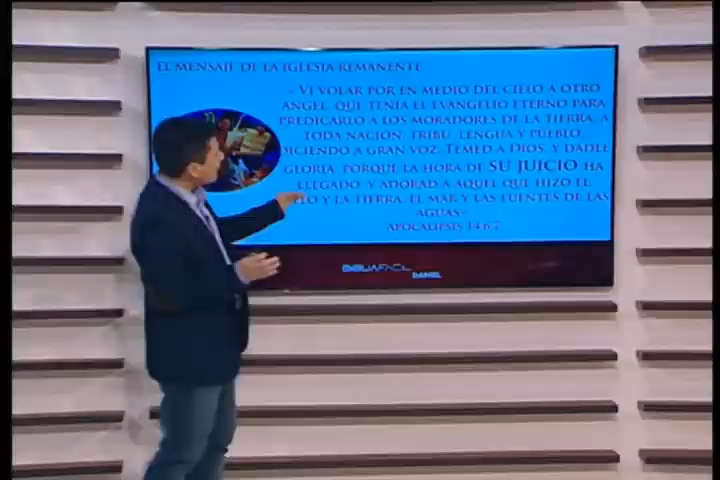 EL MENSAJE DE LA IGLESIA REMANENTE
- VI VOLAR POR EN MEDIO DEL CIELO A OTRO
ÁNGEL, QUE TENÍA EL EVANGELIO ETERNO PARA
PREDICARLO A LOS MORADORES DE LA TIERRA, A
TODA NACIÓN, TRIBU, LENGUA Y PUEBLO,
DICIENDO A GRAN VOZ: TEMED A DIOS, Y DADLE
GLORIA, PORQUE LA HORA DE SU JUICIO HA
LLEGADO; Y ADORAD A AQUEL QUE HIZO EL
Y LA TIERRA, EL MAR Y LAS FUENTES DE LAS
AGUAS-
APOCALIPSIS 14:6,7
BIBLIAFACIL
DANIEL